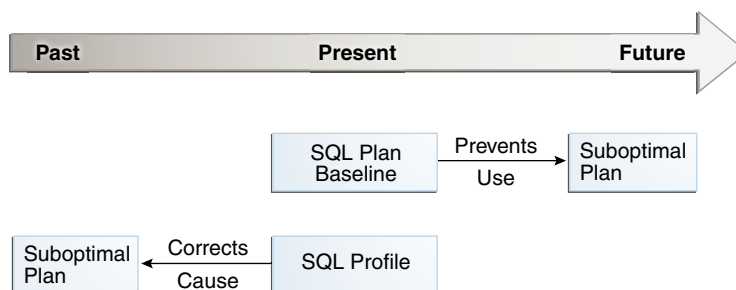 Past Present Future
SQL Plan
Baseline
Prevents
Use
Suboptimal
Plan
Suboptimal
Plan
Corrects
Cause
SQL Profile